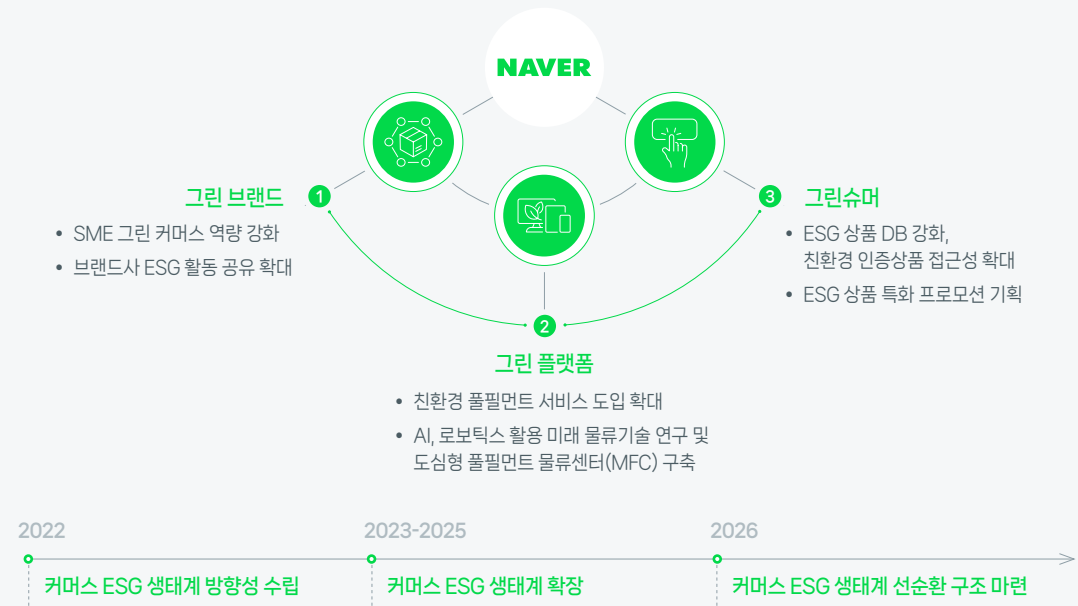 NAVER
1
그린 브랜드
• SME 그린 커머스 역량 강화
• 브랜드사 ESG 활동 공유 확대
2
그린 플랫폼
• 친환경 풀필먼트 서비스 도입 확대
• AI, 로보틱스 활용 미래 물류기술 연구 및
도심형 풀필먼트 물류센터(MFC) 구축
3
그린슈머
• ESG 상품 DB 강화,
친환경 인증상품 접근성 확대
• ESG 상품 특화 프로모션 기획
2022
커머스 ESG 생태계 방향성 수립
2023-2025
커머스 ESG 생태계 확장
2026
커머스 ESG 생태계 선순환 구조 마련